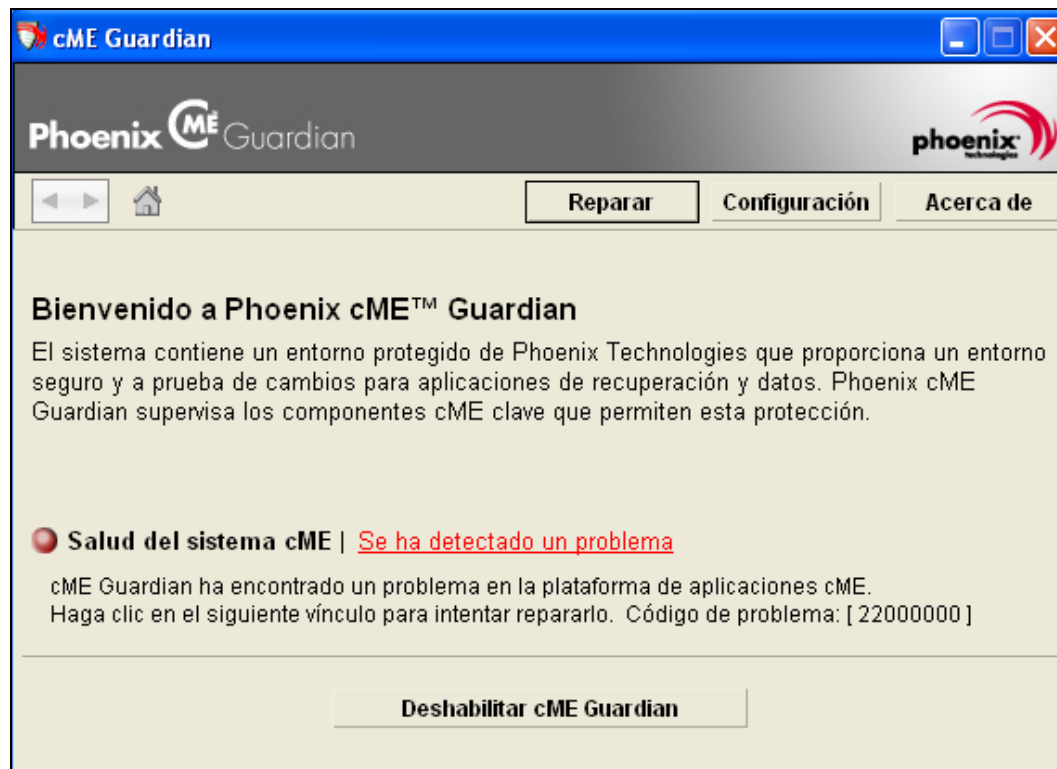 cME Guardian
Phoenix cME Guardian
phoenix
technologies
Reparar
Configuración
Acerca de
Bienvenido a Phoenix cME™ Guardian
El sistema contiene un entorno protegido de Phoenix Technologies que proporciona un entorno
seguro y a prueba de cambios para aplicaciones de recuperación y datos. Phoenix cME
Guardian supervisa los componentes cME clave que permiten esta protección.
Salud del sistema cME | Se ha detectado un problema
cME Guardian ha encontrado un problema en la plataforma de aplicaciones cME.
Haga clic en el siguiente vínculo para intentar repararlo. Código de problema: [ 22000000 ]
Deshabilitar cME Guardian